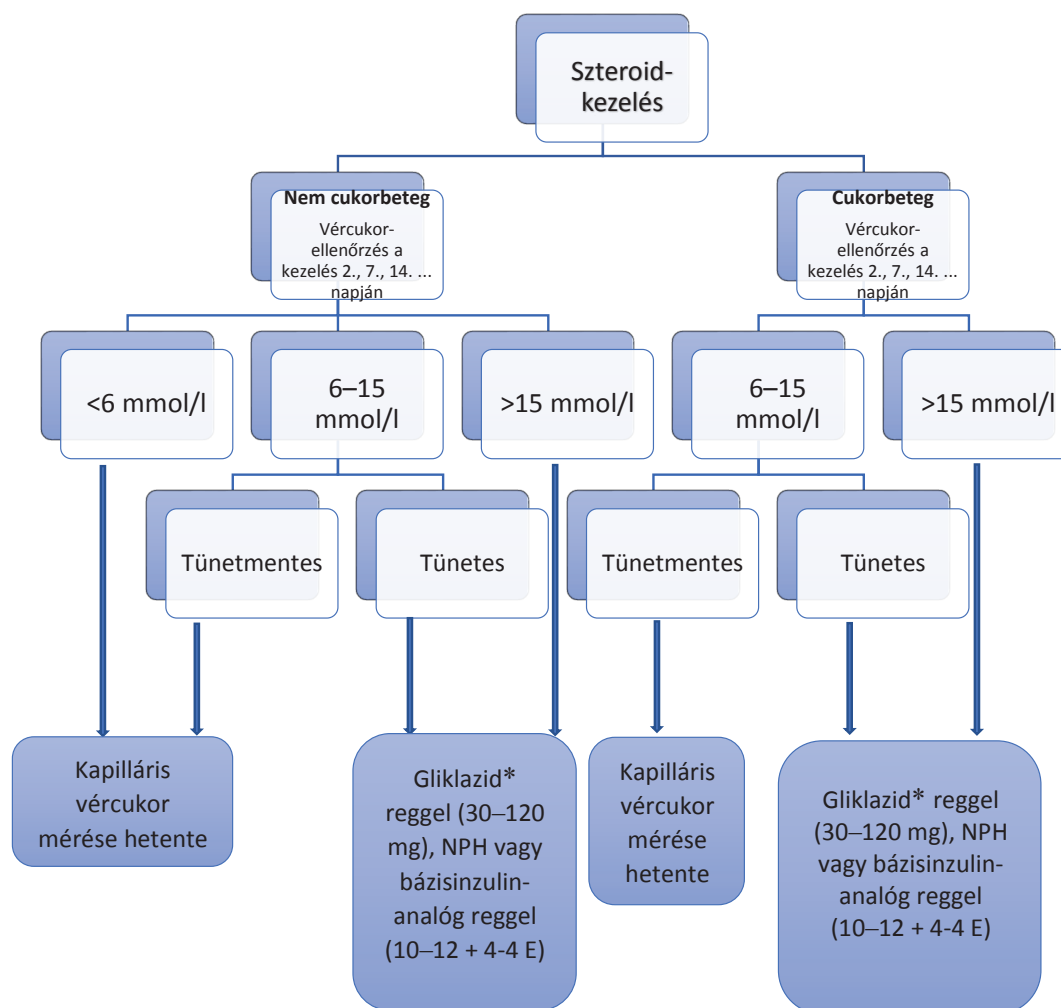 Szteroid-
kezelés
Nem cukorbeteg
Vércukor-
ellenőrzés a
kezelés 2., 7., 14. ...
napján
Cukorbeteg
Vércukor-
ellenőrzés a
kezelés 2., 7., 14. ...
napján
<6 mmol/l
6–15
mmol/l
>15 mmol/l
6–15
mmol/l
>15 mmol/l
Tünetmentes
Tünetes
Tünetmentes
Tünetes
Kapilláris
vércukor
mérése hetente
Gliklazid*
reggel (30–120
mg), NPH vagy
bázisinzulin-
analóg reggel
(10–12 + 4-4 E)
Kapilláris
vércukor
mérése
hetente
Gliklazid* reggel
(30–120 mg), NPH
vagy bázisinzulin-
analóg reggel
(10–12 + 4-4 E)